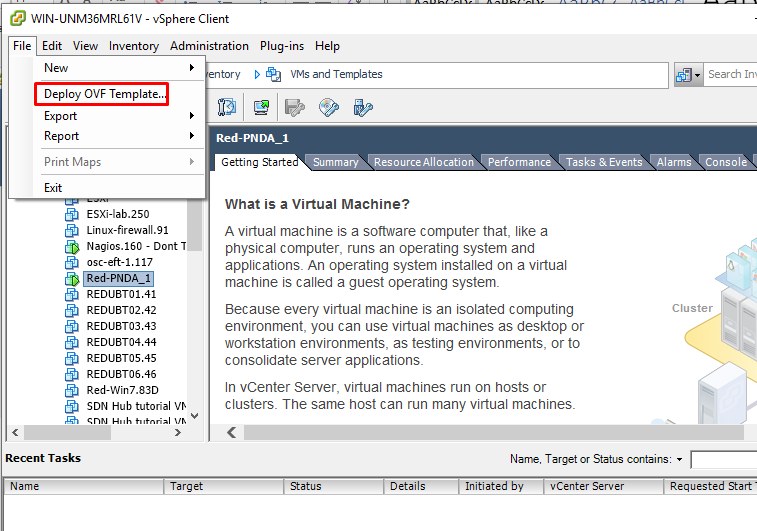 WIN-UNM36MRL61V - vSphere Client
File Edit View Inventory Administration Plug-ins Help
New
Deploy OVF Template...
Export
Report
Print Maps
Exit
VMs and Templates
Search Inv
ESXi-lab.250
Linux-firewall.91
Nagios.160 - Dont T
osc-eft-1.117
Red-PNDA_1
REDUBT01.41
REDUBT02.42
REDUBT03.43
REDUBT04.44
REDUBT05.45
REDUBT06.46
Red-Win7.83D
SDN Hub tutorial VM
SDN Hub tutorial VM
Red-PNDA_1
Getting Started Summary Resource Allocation Performance Tasks & Events Alarms Console
What is a Virtual Machine?
A virtual machine is a software computer that, like a
physical computer, runs an operating system and
applications. An operating system installed on a virtual
machine is called a guest operating system.
Because every virtual machine is an isolated computing
environment, you can use virtual machines as desktop or
workstation environments, as testing environments, or to
consolidate server applications.
In vCenter Server, virtual machines run on hosts or
clusters. The same host can run many virtual machines.
Cluster
Recent Tasks
Name, Target or Status contains:
Name Target Status Details Initiated by vCenter Server Requested Start T